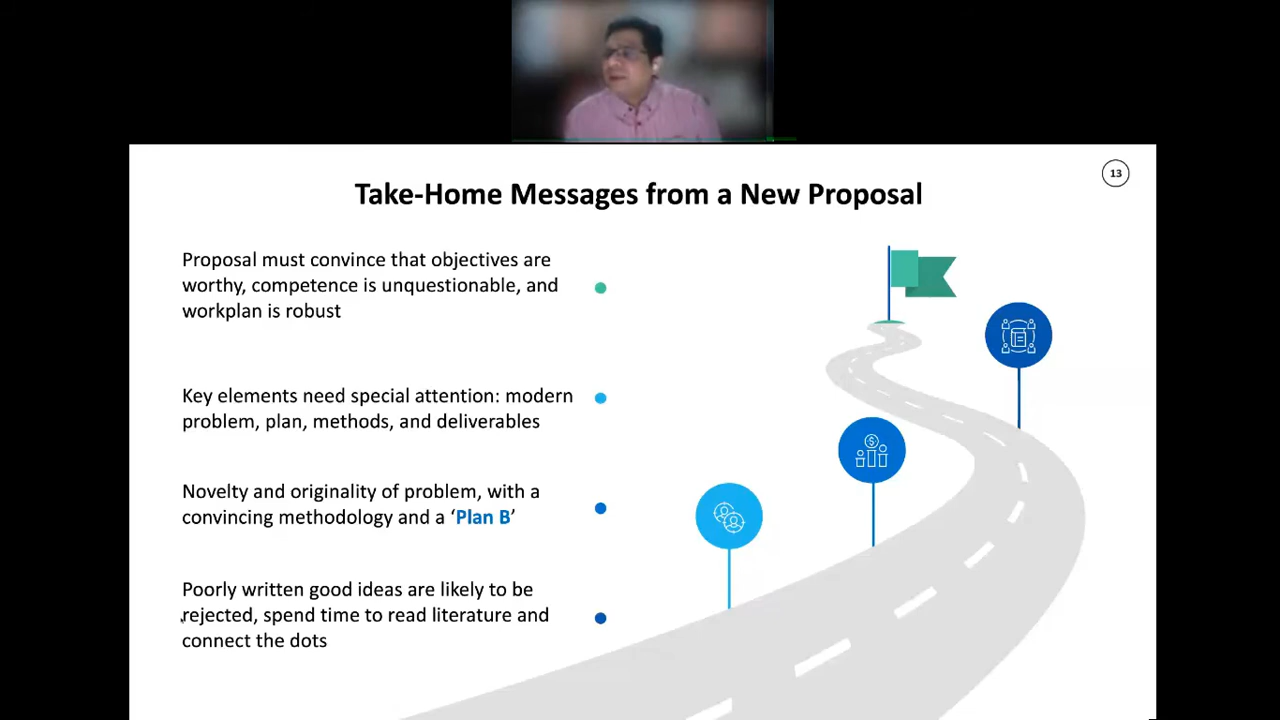 13
Take-Home Messages from a New Proposal
Proposal must convince that objectives are
worthy, competence is unquestionable, and
workplan is robust
Key elements need special attention: modern
problem, plan, methods, and deliverables
Novelty and originality of problem, with a
convincing methodology and a ‘Plan B’
Poorly written good ideas are likely to be
rejected, spend time to read literature and
connect the dots
$